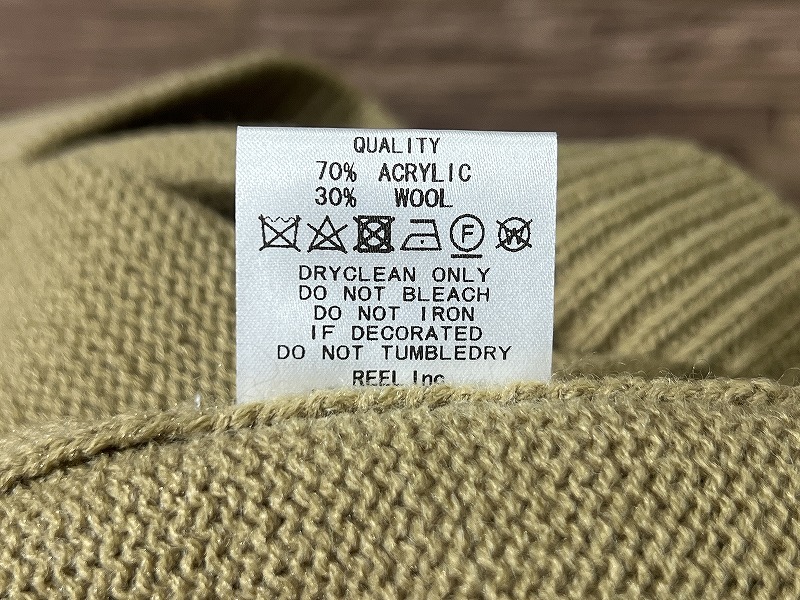 QUALITY
70% ACRYLIC
30% WOOL
F W
DRYCLEAN ONLY
DO NOT BLEACH
DO NOT IRON
IF DECORATED
DO NOT TUMBLEDRY
REEL Inc